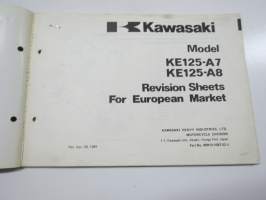 Kawasaki
Model
KE125-A7
KE125-A8
Revision Sheets
For European Market
KAWASAKI HEAVY INDUSTRIES, LTD.
MOTORCYCLE DIVISION